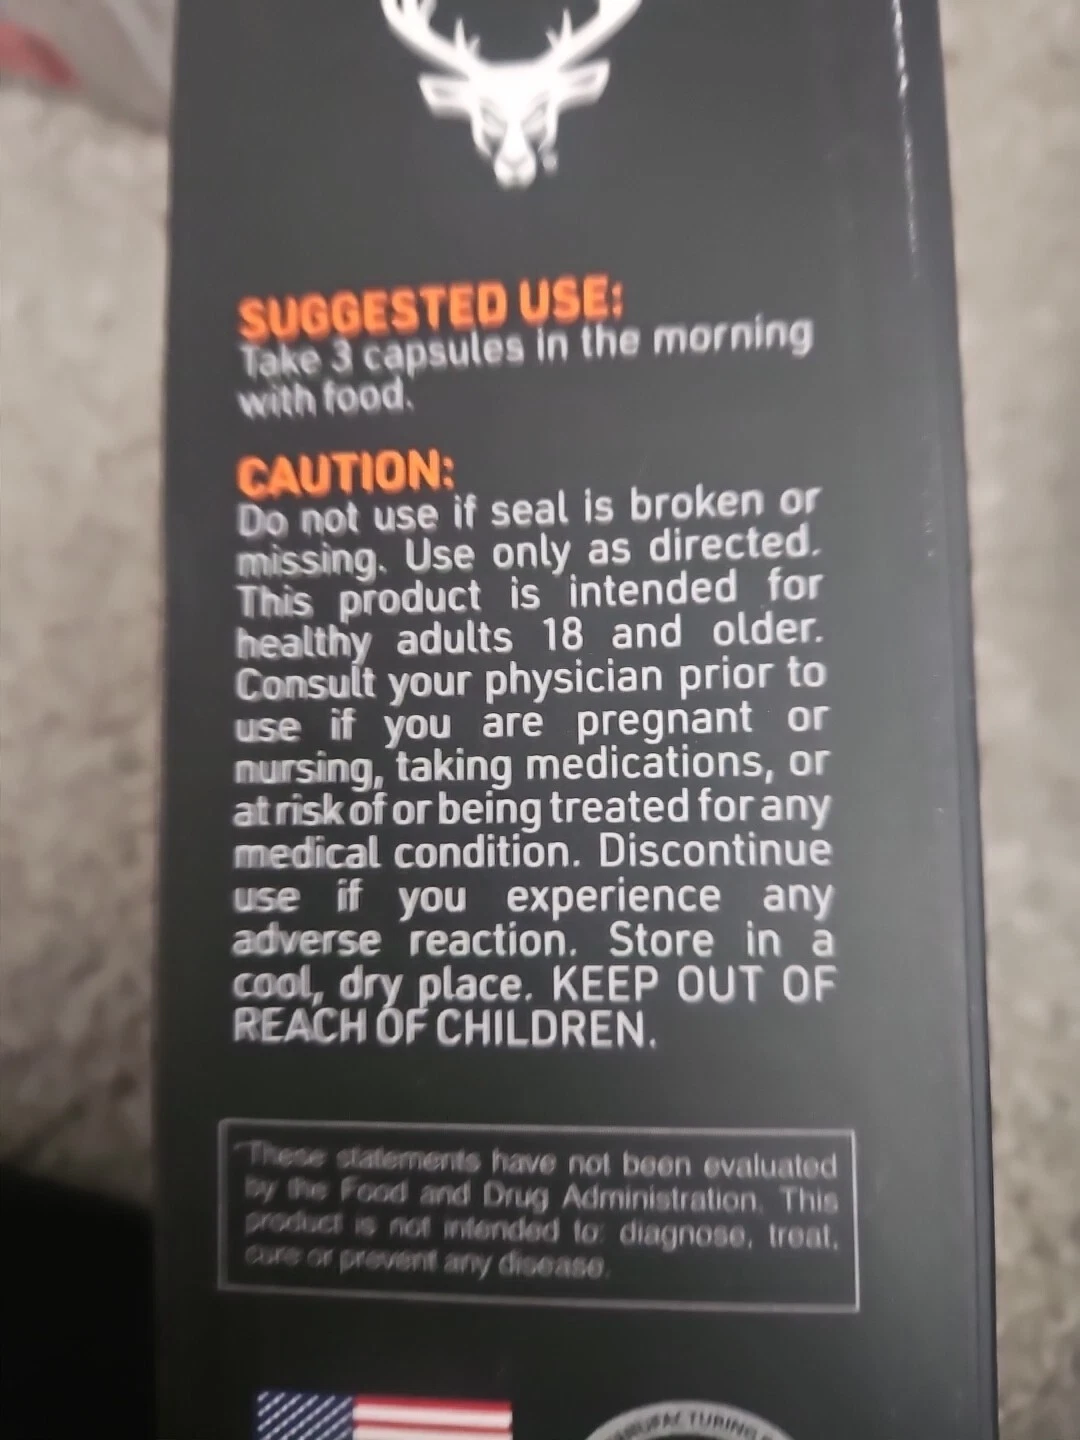 SUGGESTED USE:
Take 3 capsules in the morning
with food.
CAUTION:
Do not use if seal is broken or
missing. Use only as directed.
This product is intended for
healthy adults 18 and older.
Consult your physician prior to
use if you are pregnant or
nursing, taking medications, or
at risk of or being treated for any
medical condition. Discontinue
use if you experience any
adverse reaction. Store in a
cool, dry place. KEEP OUT OF
REACH OF CHILDREN.
*These statements have not been evaluated
by the Food and Drug Administration. This
product is not intended to: diagnose, treat,
cure or prevent any disease.
MANUFACTURING